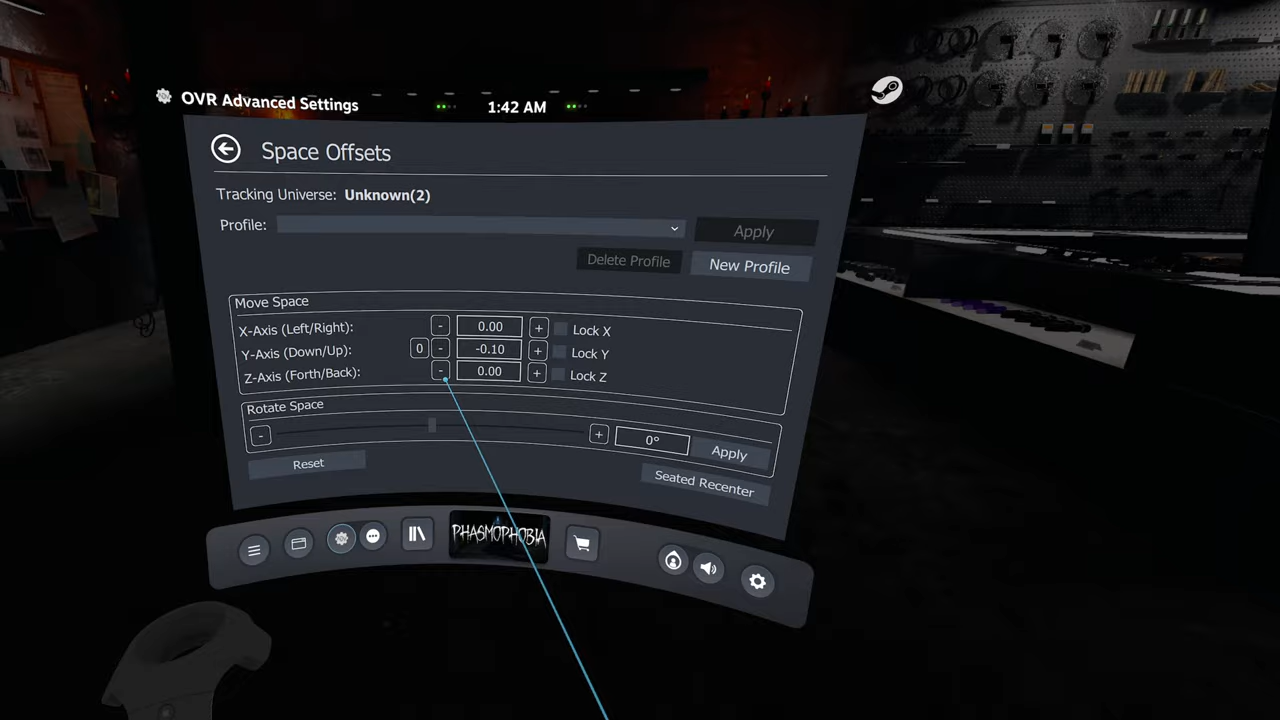 OVR Advanced Settings
1:42 AM
Space Offsets
Tracking Universe: Unknown(2)
Profile:
Apply
Delete Profile
New Profile
Move Space
X-Axis (Left/Right):
-
0.00
+
Lock X
Y-Axis (Down/Up):
0
-
-0.10
+
Lock Y
Z-Axis (Forth/Back):
-
0.00
+
Lock Z
Rotate Space
-
+
0°
Apply
Reset
Seated Recenter
PHASMOPHOBIA